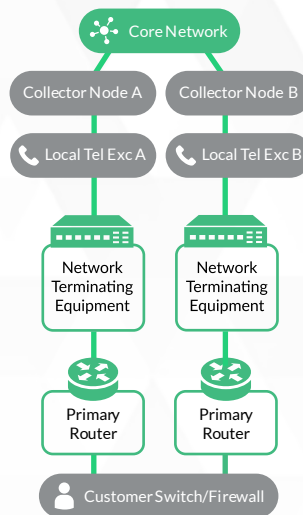 Core Network
Collector Node A
Collector Node B
Local Tel Exc A
Local Tel Exc B
Network
Terminating
Equipment
Network
Terminating
Equipment
Primary
Router
Primary
Router
Customer Switch/Firewall